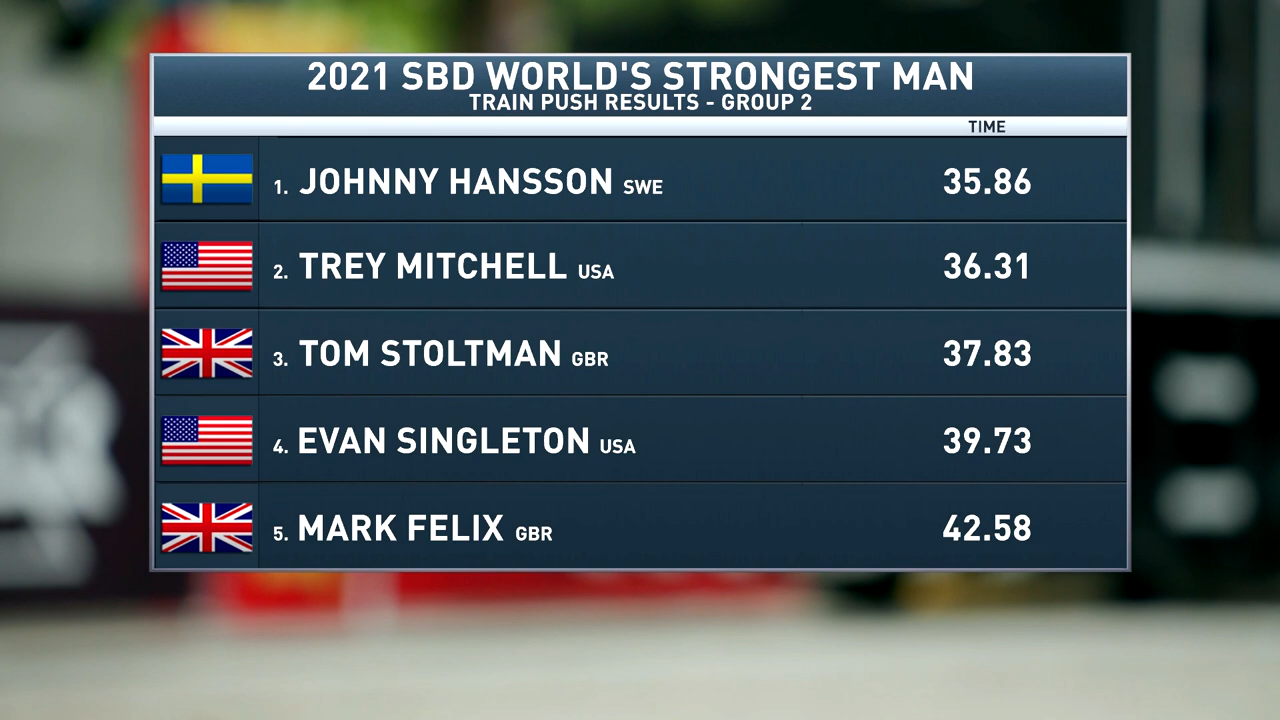 2021 SBD WORLD'S STRONGEST MAN
TRAIN PUSH RESULTS - GROUP 2
TIME
1. JOHNNY HANSSON SWE 35.86
2. TREY MITCHELL USA 36.31
3. TOM STOLTMAN GBR 37.83
4. EVAN SINGLETON USA 39.73
5. MARK FELIX GBR 42.58